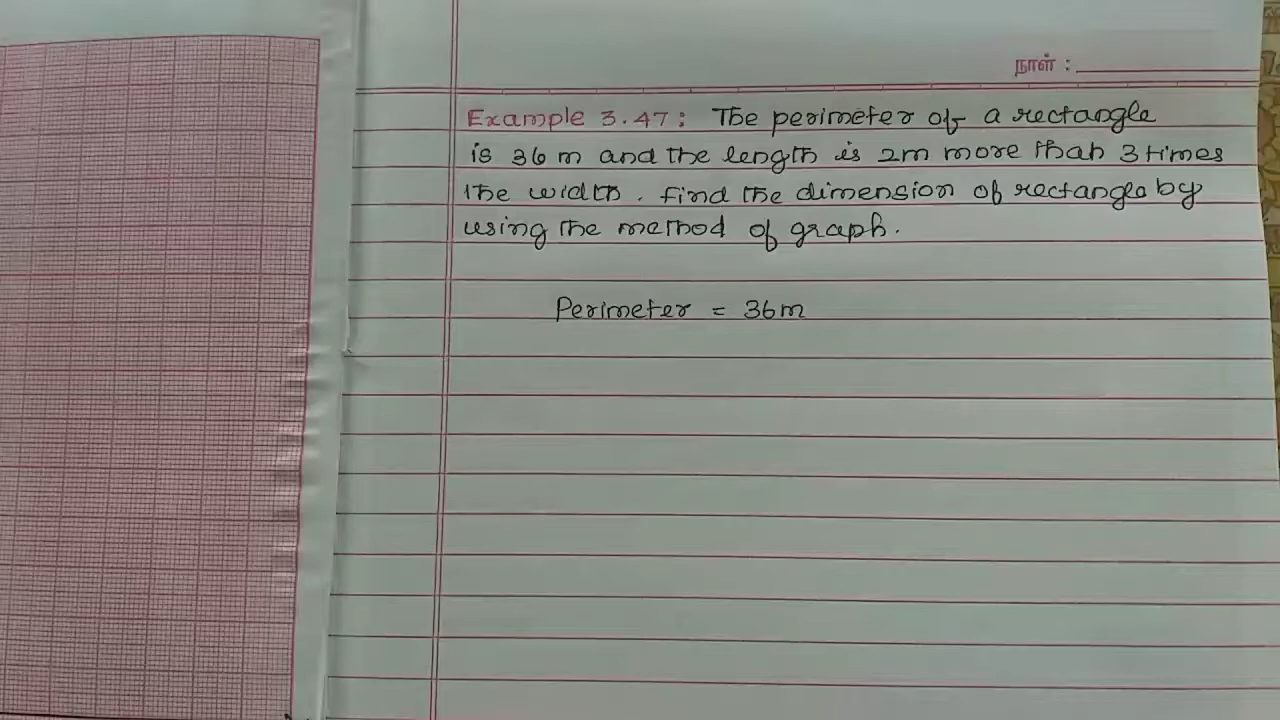 நாள் :
Example 3.47: The perimeter of a rectangle
is 36 m and the length is 2m more than 3 times
the width. find the dimension of rectangle by
using the method of graph.
Perimeter = 36m